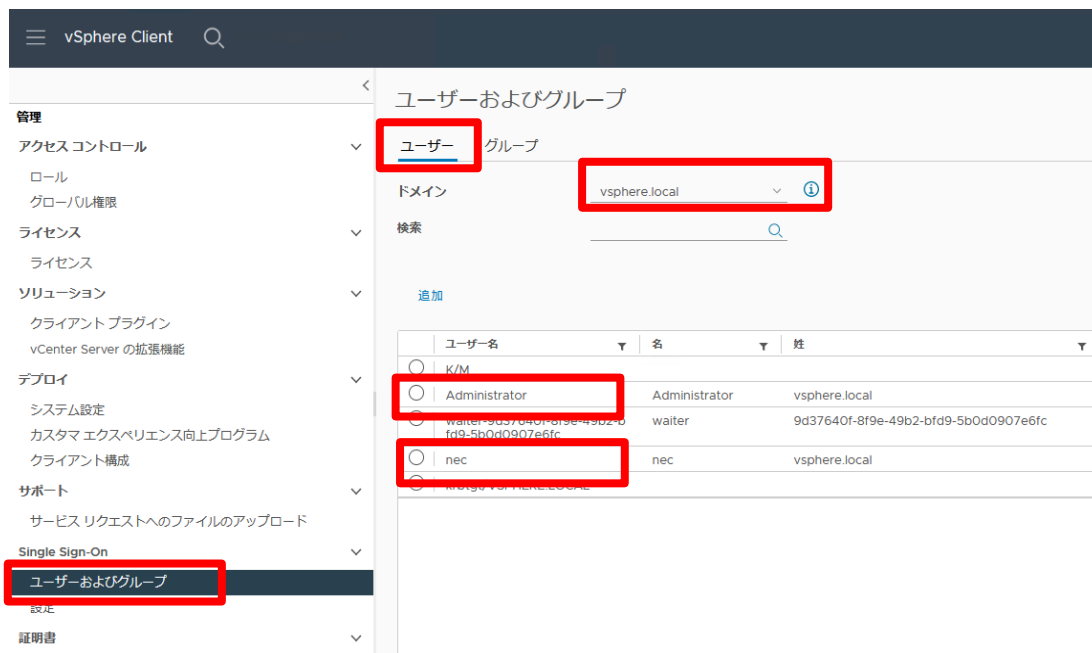 vSphere Client
管理
アクセス コントロール
ロール
グローバル権限
ライセンス
ライセンス
ソリューション
クライアント プラグイン
vCenter Server の拡張機能
デプロイ
システム設定
カスタマ エクスペリエンス向上プログラム
クライアント構成
サポート
サービス リクエストへのファイルのアップロード
Single Sign-On
ユーザーおよびグループ
設定
証明書
ユーザーおよびグループ
ユーザー グループ
ドメイン vsphere.local
検索
追加
ユーザー名 名 姓
K/M
Administrator Administrator vsphere.local
waiter-9d37640f-8f9e-49b2-b waiter 9d37640f-8f9e-49b2-bfd9-5b0d0907e6fc
fd9-5b0d0907e6fc
nec nec vsphere.local
krbtgt/VSPHERE.LOCAL